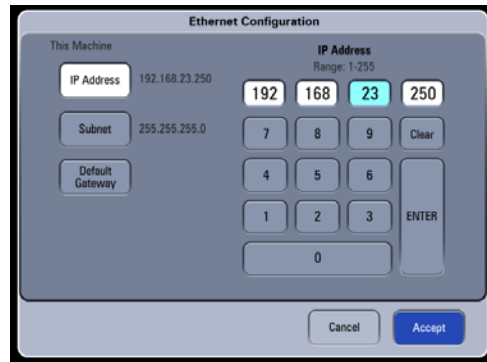 Ethernet Configuration
This Machine
IP Address 192.168.23.250
Subnet 255.255.255.0
Default
Gateway
IP Address
Range: 1-255
192 168 23 250
7 8 9 Clear
4 5 6
1 2 3 ENTER
0
Cancel Accept